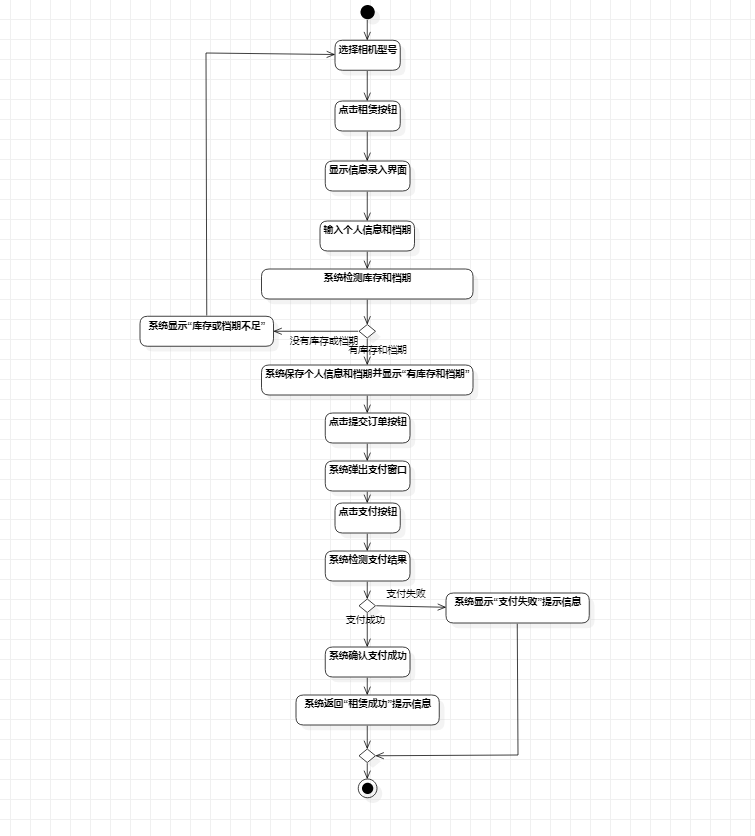 选择相机型号
点击租赁按钮
显示信息录入界面
输入个人信息和档期
系统检测库存和档期
系统显示“库存或档期不足”
没有库存或档期
有库存和档期
系统保存个人信息和档期并显示“有库存和档期”
点击提交订单按钮
系统弹出支付窗口
点击支付按钮
系统检测支付结果
支付失败
系统显示“支付失败”提示信息
支付成功
系统确认支付成功
系统返回“租赁成功”提示信息